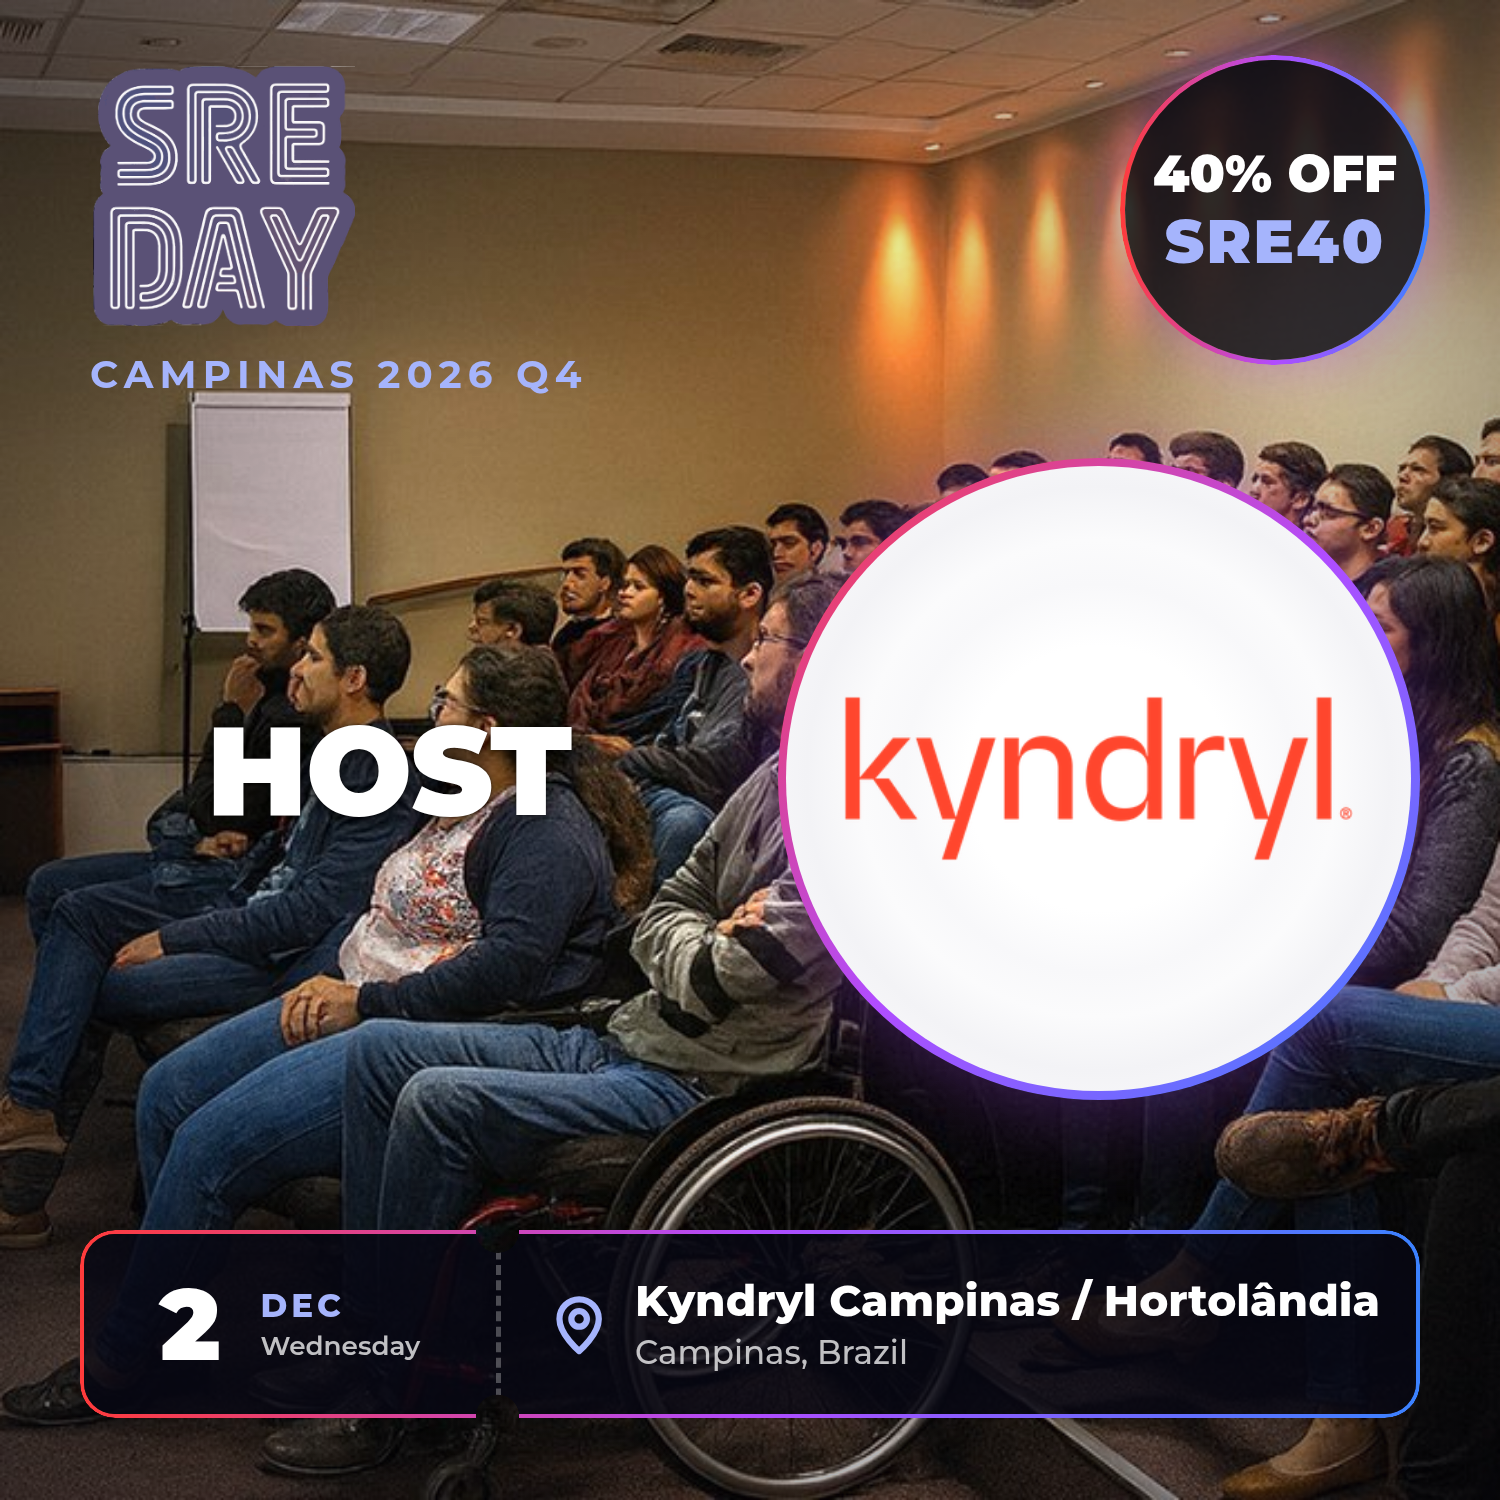 SRE
DAY
CAMPINAS 2026 Q4
40% OFF
SRE40
HOST
kyndryl®
2
DEC
Wednesday
Kyndryl Campinas / Hortolândia
Campinas, Brazil